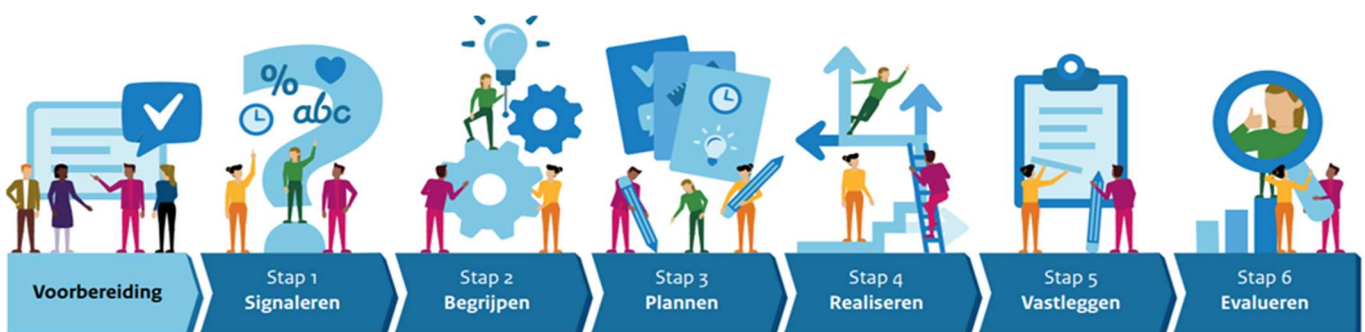 % 
abc
Voorbereiding
Stap 1
Signaleren
Stap 2
Begrijpen
Stap 3
Plannen
Stap 4
Realiseren
Stap 5
Vastleggen
Stap 6
Evalueren